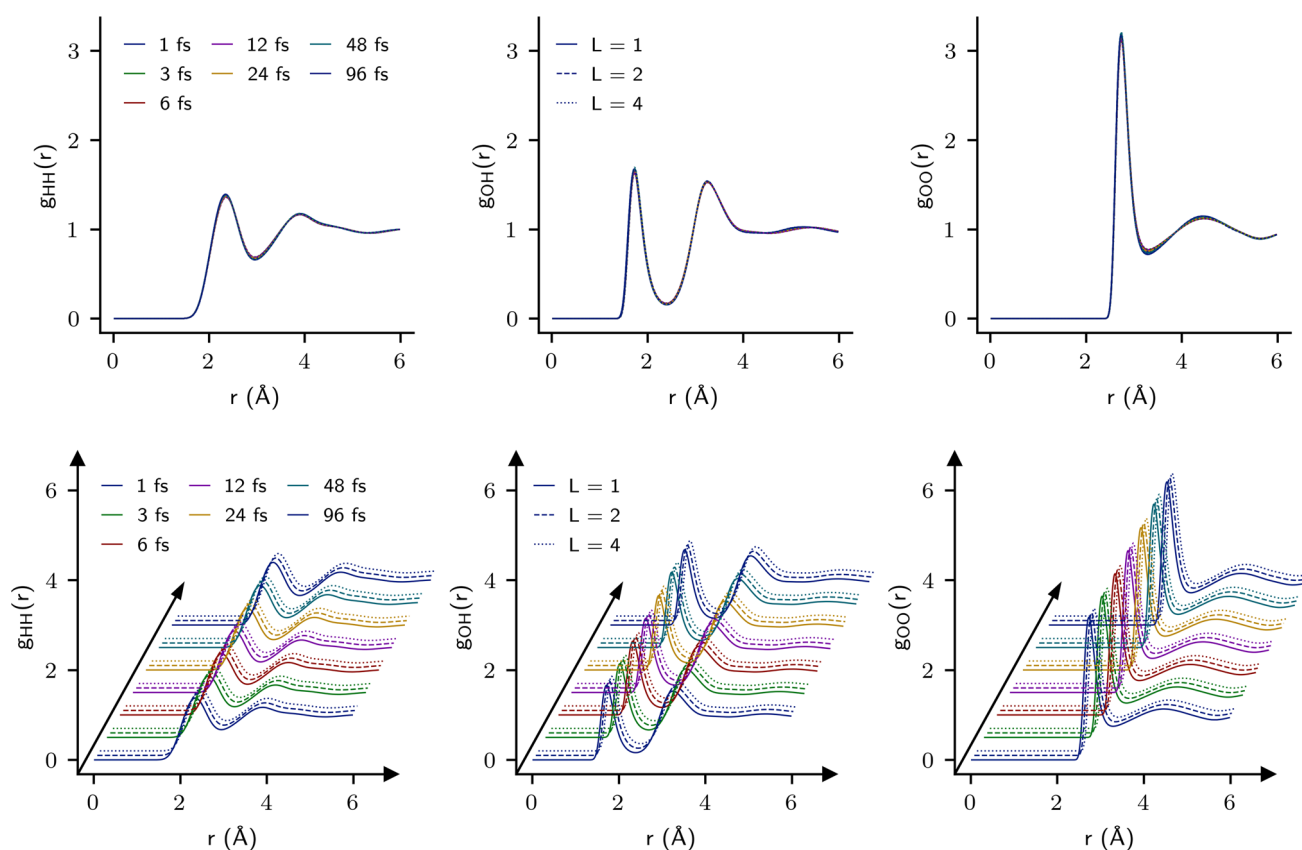 3
2
1
0
gHH(r)
1 fs 12 fs 48 fs
3 fs 24 fs 96 fs
6 fs
0 2 4 6
r (Å)
3
2
1
0
gOH(r)
L = 1
L = 2
L = 4
0 2 4 6
r (Å)
3
2
1
0
gOO(r)
0 2 4 6
r (Å)
6
4
2
0
gHH(r)
1 fs 12 fs 48 fs
3 fs 24 fs 96 fs
6 fs
0 2 4 6
r (Å)
6
4
2
0
gOH(r)
L = 1
L = 2
L = 4
0 2 4 6
r (Å)
6
4
2
0
gOO(r)
0 2 4 6
r (Å)